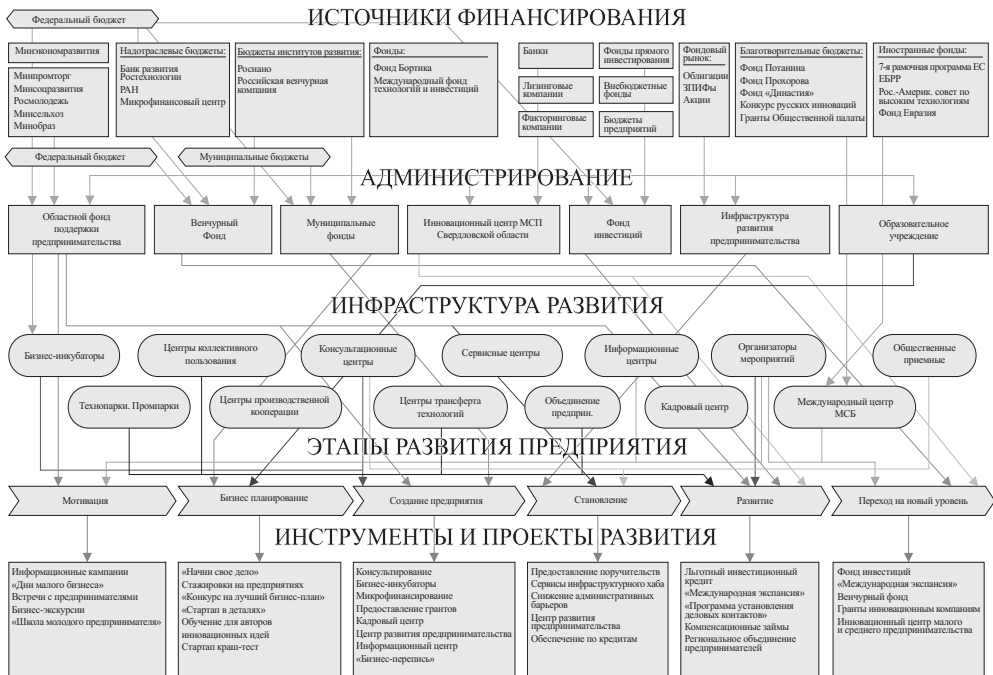 ИСТОЧНИКИ ФИНАНСИРОВАНИЯ
Федеральный бюджет
Минэкономразвития
Минпромторг
Минсоцразвития
Росмолодежь
Минсельхоз
Минобраз
Надотраслевые бюджеты:
Банк развития
Ростехнологии
РАН
Микрофинансовый центр
Бюджеты институтов развития:
Роснано
Российская венчурная
компания
Фонды:
Фонд Бортика
Международный фонд
технологий и инвестиций
Банки
Лизинговые
компании
Факторинговые
компании
Фонды прямого
инвестирования
Внебюджетные
фонды
Бюджеты
предприятий
Фондовый
рынок:
Облигации
ЗПИФы
Акции
Благотворительные бюджеты:
Фонд Потанина
Фонд Прохорова
Фонд «Династия»
Конкурс русских инноваций
Гранты Общественной палаты
Иностранные фонды:
7-я рамочная программа ЕС
ЕБРР
Рос.-Америк. совет по
высоким технологиям
Фонд Евразия
Федеральный бюджет
Муниципальные бюджеты
АДМИНИСТРИРОВАНИЕ
Областной фонд
поддержки
предпринимательства
Венчурный
Фонд
Муниципальные
фонды
Инновационный центр МСП
Свердловской области
Фонд
инвестиций
Инфраструктура
развития
предпринимательства
Образовательное
учреждение
ИНФРАСТРУКТУРА РАЗВИТИЯ
Бизнес-инкубаторы
Центры коллективного
пользования
Консультационные
центры
Сервисные центры
Информационные
центры
Организаторы
мероприятий
Общественные
приемные
Технопарки. Промпарки
Центры производственной
кооперации
Центры трансферта
технологий
Объединение
предприн.
Кадровый центр
Международный центр
МСБ
ЭТАПЫ РАЗВИТИЯ ПРЕДПРИЯТИЯ
Мотивация
Бизнес планирование
Создание предприятия
Становление
Развитие
Переход на новый уровень
ИНСТРУМЕНТЫ И ПРОЕКТЫ РАЗВИТИЯ
Информационные кампании
«Дни малого бизнеса»
Встречи с предпринимателями
Бизнес-экскурсии
«Школа молодого предпринимателя»
«Начни свое дело»
Стажировки на предприятиях
«Конкурс на лучший бизнес-план»
«Стартап в деталях»
Обучение для авторов
инновационных идей
Стартап краш-тест
Консультирование
Бизнес-инкубаторы
Микрофинансирование
Предоставление грантов
Кадровый центр
Центр развития предпринимательства
Информационный центр
«Бизнес-перепись»
Предоставление поручительств
Сервисы инфраструктурного хаба
Снижение административных
барьеров
Центр развития
предпринимательства
Обеспечение по кредитам
Льготный инвестиционный
кредит
«Международная экспансия»
«Программа установления
деловых контактов»
Компенсационные займы
Региональное объединение
предпринимателей
Фонд инвестиций
«Международная экспансия»
Венчурный фонд
Гранты инновационным компаниям
Инновационный центр малого
и среднего предпринимательства